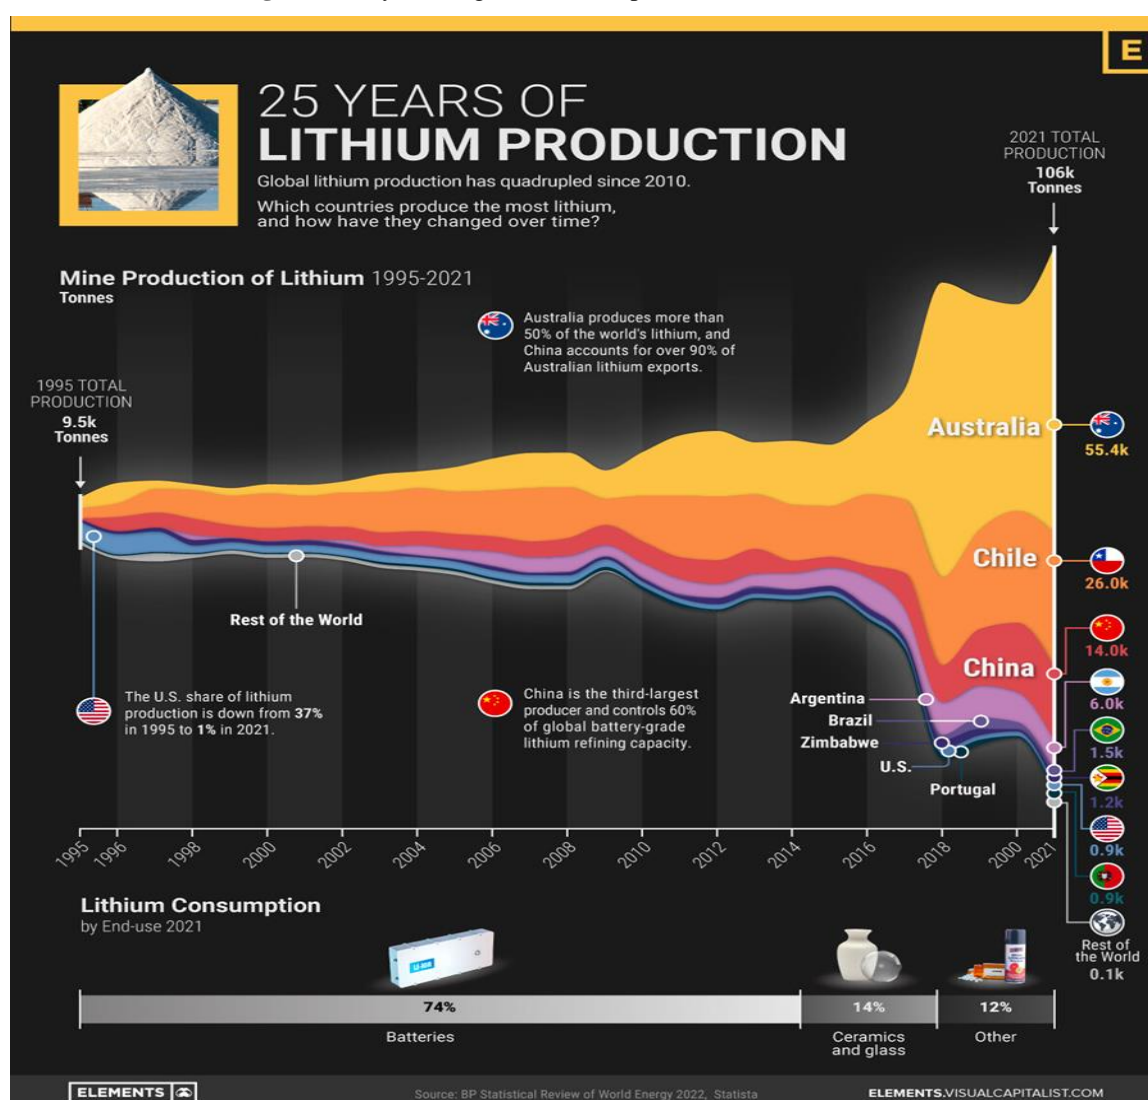 E
25 YEARS OF
LITHIUM PRODUCTION
Global lithium production has quadrupled since 2010.
Which countries produce the most lithium,
and how have they changed over time?
2021 TOTAL
PRODUCTION
106k
Tonnes
Mine Production of Lithium 1995-2021
Tonnes
Australia produces more than
50% of the world's lithium, and
China accounts for over 90% of
Australian lithium exports.
1995 TOTAL
PRODUCTION
9.5k
Tonnes
Australia
55.4k
Chile
26.0k
Rest of the World
14.0k
China
The U.S. share of lithium
production is down from 37%
in 1995 to 1% in 2021.
China is the third-largest
producer and controls 60%
of global battery-grade
lithium refining capacity.
Argentina
Brazil
Zimbabwe
U.S.
Portugal
6.0k
1.5k
1.2k
0.9k
0.9k
Rest of
the World
0.1k
1995 1996 1998 2000 2002 2004 2006 2008 2010 2012 2014 2016 2018 2000 2021
Lithium Consumption
by End-use 2021
74% 14% 12%
Batteries
Ceramics
and glass
Other
ELEMENTS
Source: BP Statistical Review of World Energy 2022, Statista
ELEMENTS.VISUALCAPITALIST.COM